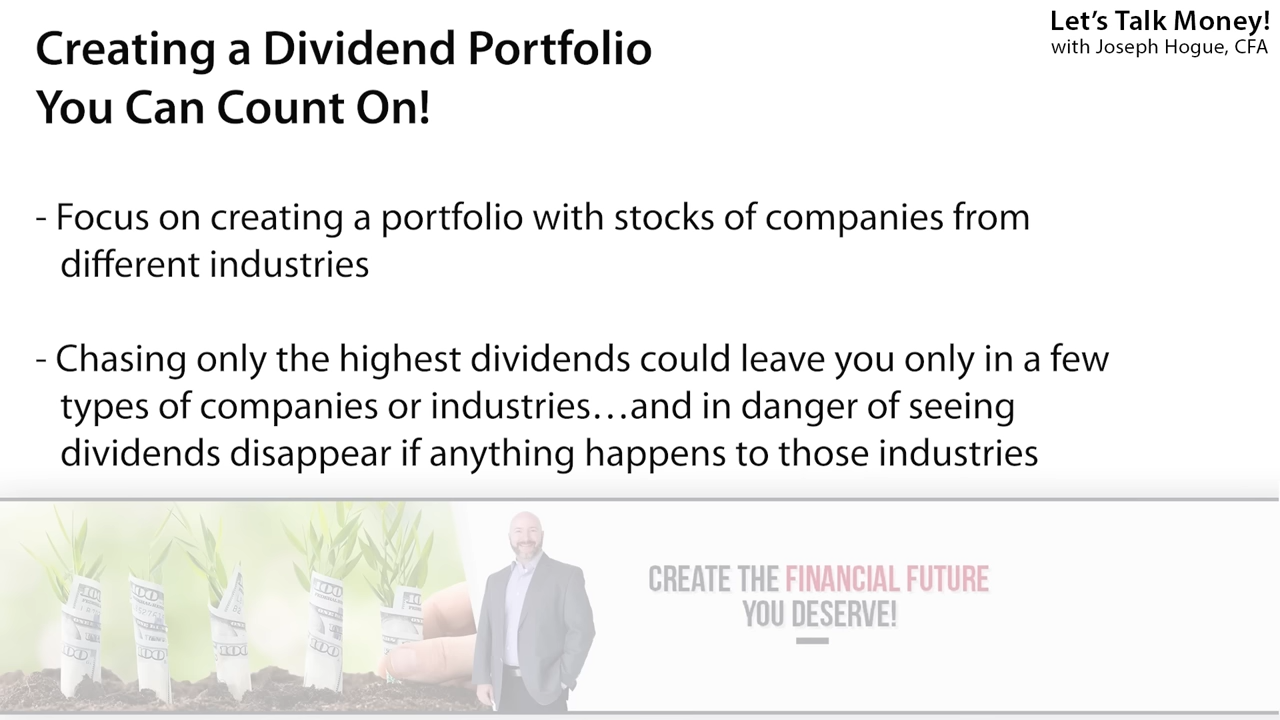 Let's Talk Money!
with Joseph Hogue, CFA
Creating a Dividend Portfolio
You Can Count On!
- Focus on creating a portfolio with stocks of companies from
different industries
- Chasing only the highest dividends could leave you only in a few
types of companies or industries…and in danger of seeing
dividends disappear if anything happens to those industries
CREATE THE FINANCIAL FUTURE
YOU DESERVE!